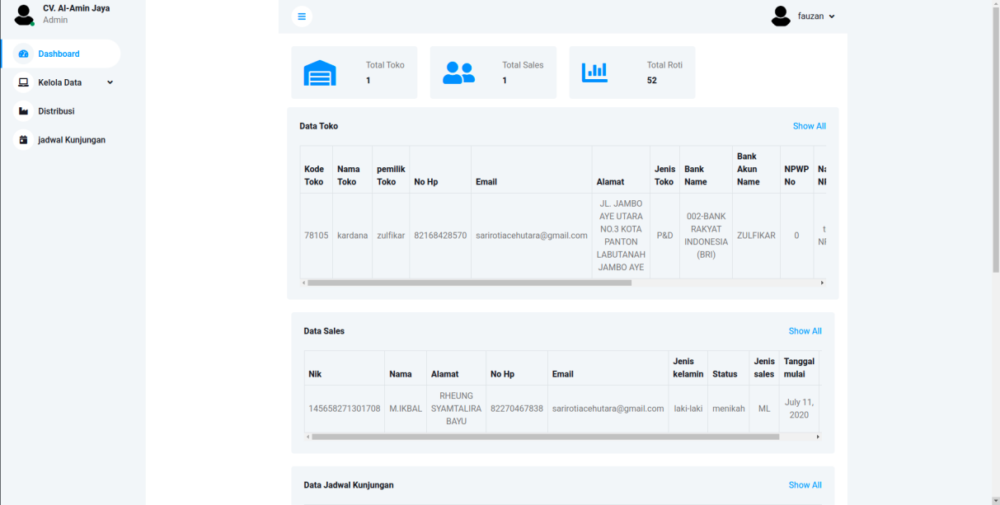 CV. Al-Amin Jaya
Admin
Dashboard
Kelola Data
Distribusi
jadwal Kunjungan
fauzan
Total Toko
1
Total Sales
1
Total Roti
52
Data Toko
Show All
Kode Toko
Nama Toko
pemilik Toko
No Hp
Email
Alamat
Jenis Toko
Bank Name
Bank Akun Name
NPWP No
78105
kardana
zulfikar
82168428570
sarirotiacehutara@gmail.com
JL. JAMBO
AYE UTARA
NO.3 KOTA
PANTON
LABUTANAH
JAMBO AYE
P&D
002-BANK
RAKYAT
INDONESIA
(BRI)
ZULFIKAR
0
Data Sales
Show All
Nik
Nama
Alamat
No Hp
Email
Jenis kelamin
Status
Jenis sales
Tanggal mulai
145658271301708
M.IKBAL
RHEUNG
SYAMTALIRA
BAYU
82270467838
sarirotiacehutara@gmail.com
laki-laki
menikah
ML
July 11,
2020
Data Jadwal Kunjungan
Show All